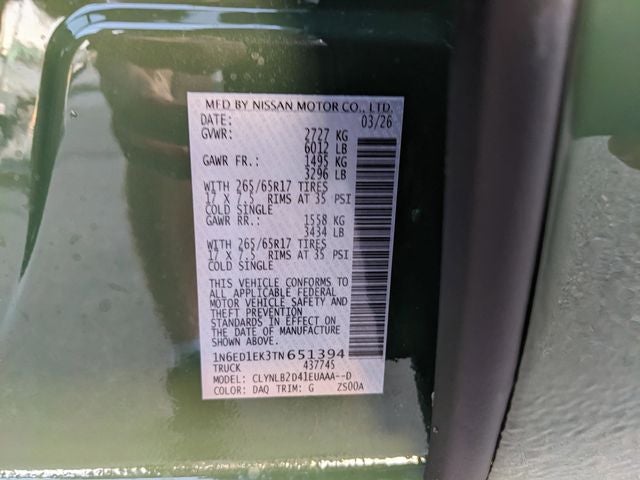 MFD BY NISSAN MOTOR CO., LTD.
DATE: 03/26
GVWR: 2727 KG
6012 LB
GAWR FR.: 1495 KG
3296 LB
WITH 265/65R17 TIRES
17 X 7.5 RIMS AT 35 PSI
COLD SINGLE
GAWR RR.: 1558 KG
3434 LB
WITH 265/65R17 TIRES
17 X 7.5 RIMS AT 35 PSI
COLD SINGLE
THIS VEHICLE CONFORMS TO
ALL APPLICABLE FEDERAL
MOTOR VEHICLE SAFETY AND
THEFT PREVENTION
STANDARDS IN EFFECT ON
THE DATE OF MANUFACTURE
SHOWN ABOVE.
1N6ED1EK3TN651394
TRUCK 43774S
MODEL: CLYNLB2D41EUAAA--D
COLOR: DAQ TRIM: G ZS00A